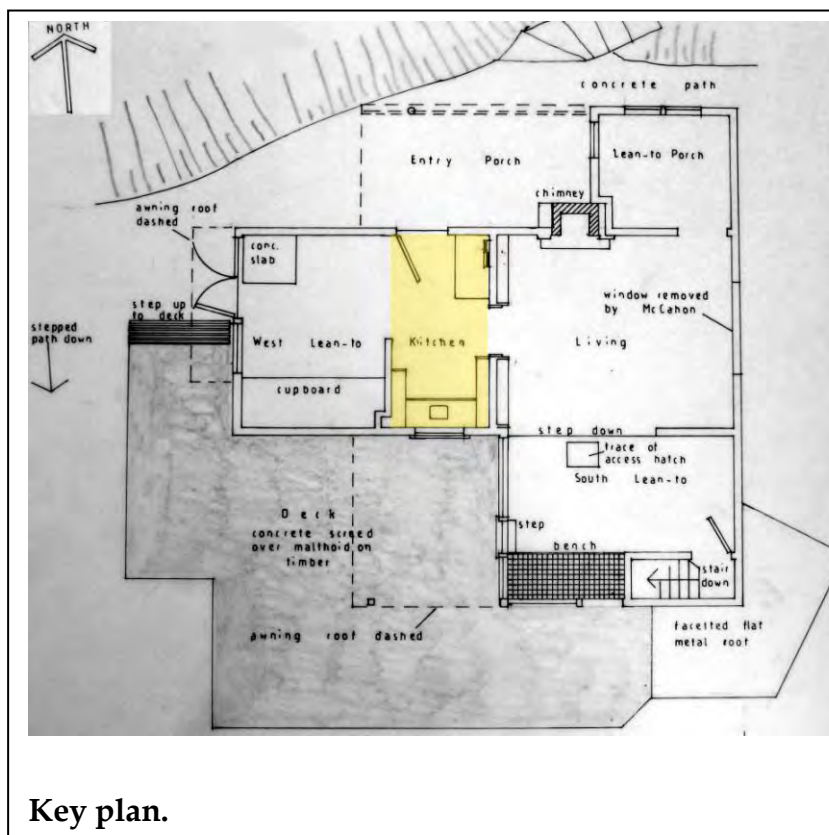 NORTH
concrete path
Entry Porch
Lean-to Porch
chimney
awning roof
dashed
conc.
slab
step up
to deck
window removed
by McCahon
stepped
path down
West Lean-to
Kitchen
Living
cupboard
step down
trace of
access hatch
South Lean-to
Deck
concrete screed
over malthoid on
timber
step
bench
stair
down
awning roof dashed
facetted flat
metal roof
Key plan.